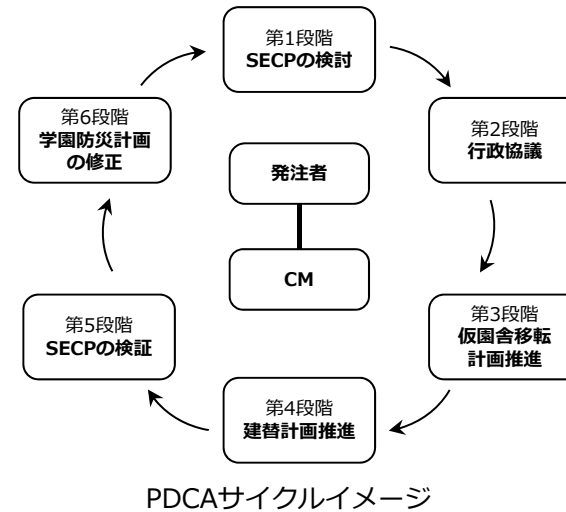 第1段階
SECPの検討
第2段階
行政協議
第3段階
仮園舎移転
計画推進
第4段階
建替計画推進
第5段階
SECPの検証
第6段階
学園防災計画
の修正
発注者
CM
PDCAサイクルイメージ